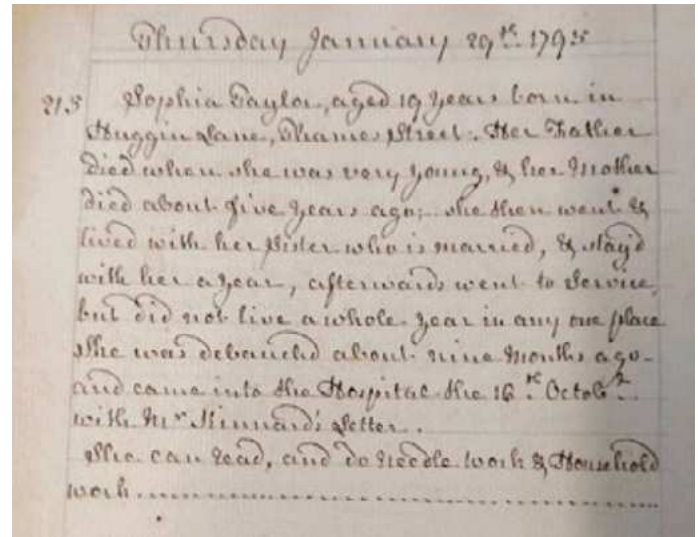 Thursday January 29th. 1795
215 Sophia Taylor, aged 19 years born in
Huggin Lane, Thames Street. Her Father
died when she was very young, & her Mother
died about five years ago; she then went &
lived with her Sister who is married, & stay'd
with her a year, afterwards went to Service,
but did not live a whole year in any one place
She was debauched about nine Months ago
and came into the Hospital the 16th. Octobr.
with Mr Kinnard's Letter.
She can read, and do needle work & Household
work